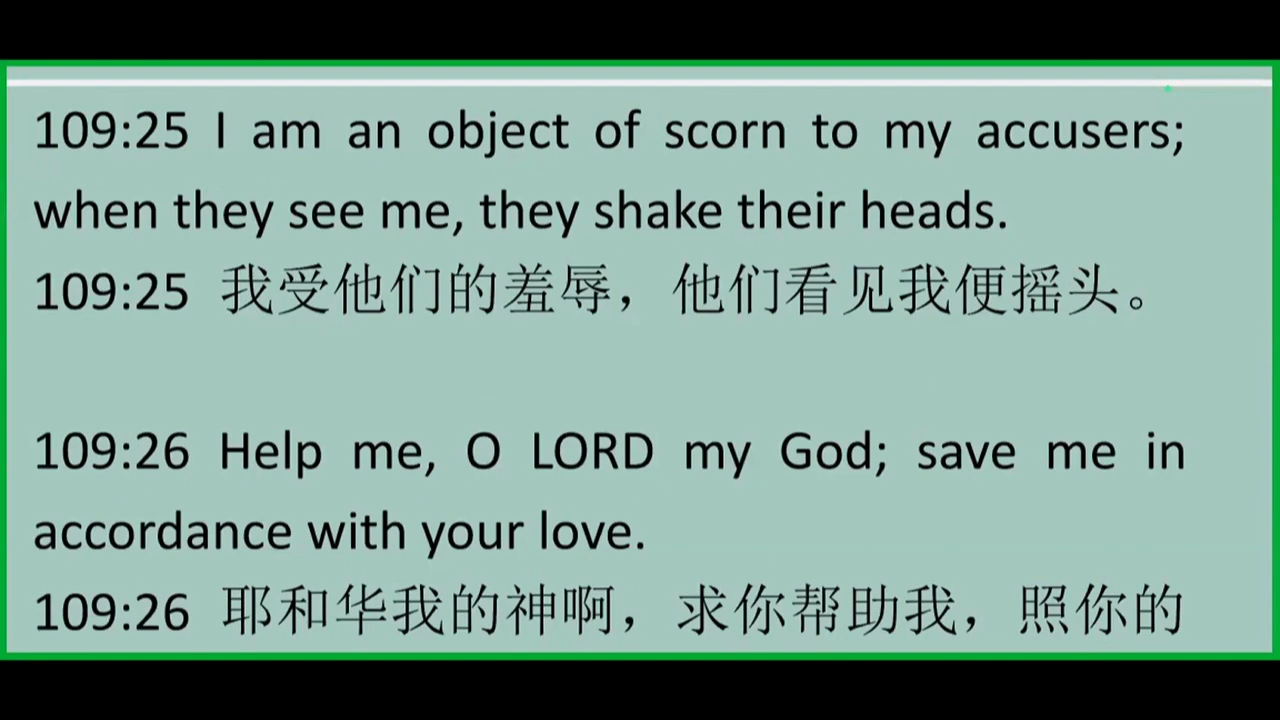 109:25 I am an object of scorn to my accusers;
when they see me, they shake their heads.
109:25 我受他们的羞辱，他们看见我便摇头。
109:26 Help me, O LORD my God; save me in
accordance with your love.
109:26 耶和华我的神啊，求你帮助我，照你的